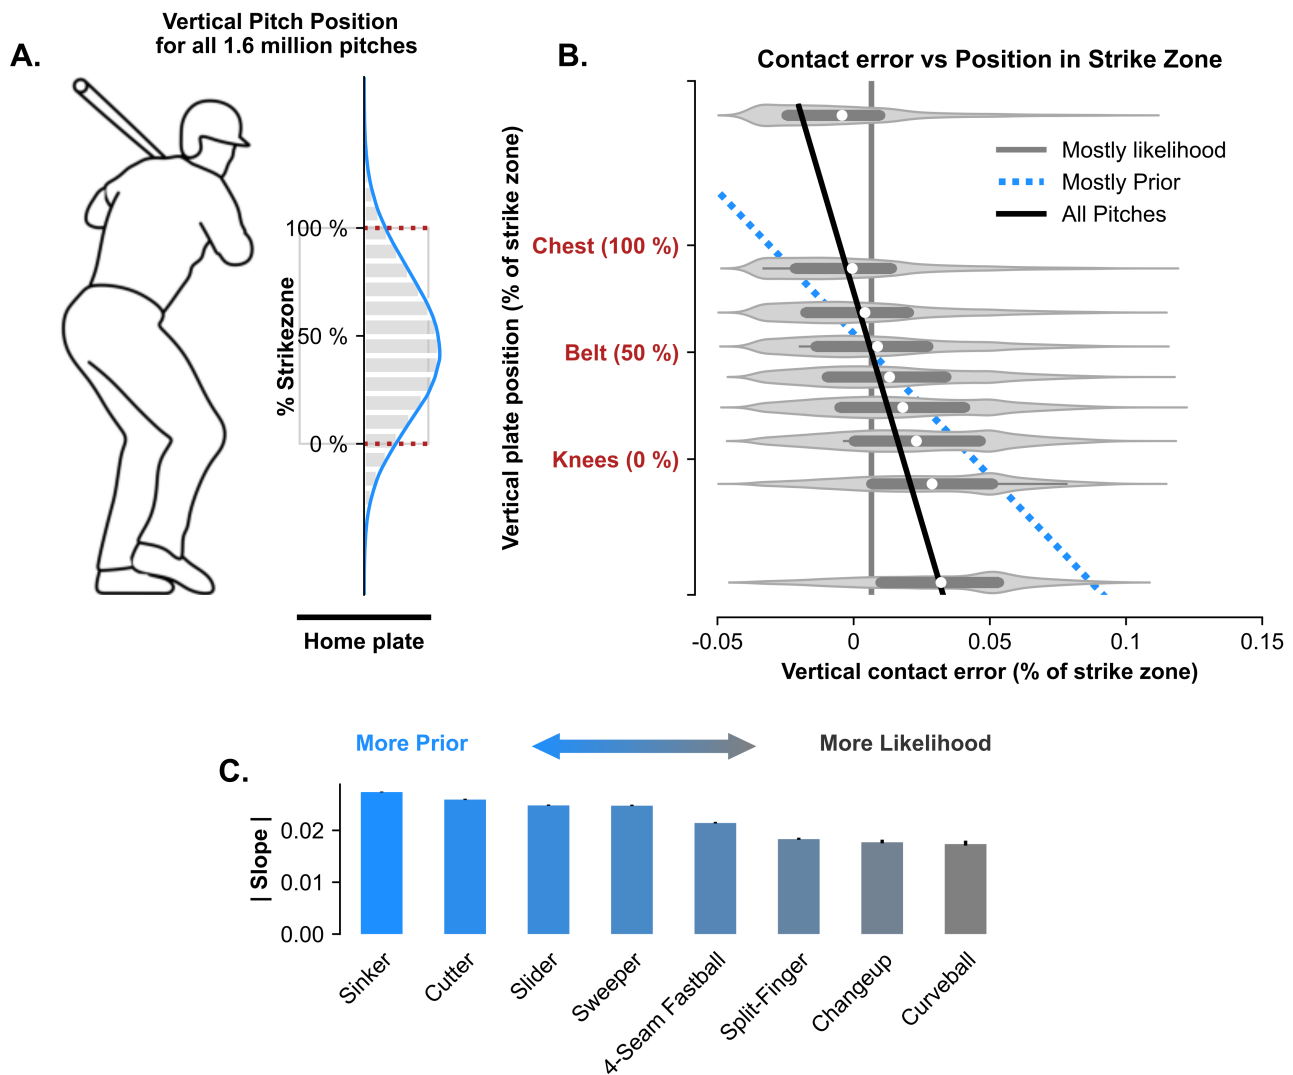 A.
Vertical Pitch Position
for all 1.6 million pitches
% Strikezone
100 %
50 %
0 %
Home plate
B.
Contact error vs Position in Strike Zone
Vertical plate position (% of strike zone)
Chest (100 %)
Belt (50 %)
Knees (0 %)
Mostly likelihood
Mostly Prior
All Pitches
-0.05
0
0.05
0.1
0.15
Vertical contact error (% of strike zone)
C.
More Prior
More Likelihood
| Slope |
0.02
0.01
0.00
Sinker
Cutter
Slider
Sweeper
4-Seam Fastball
Split-Finger
Changeup
Curveball